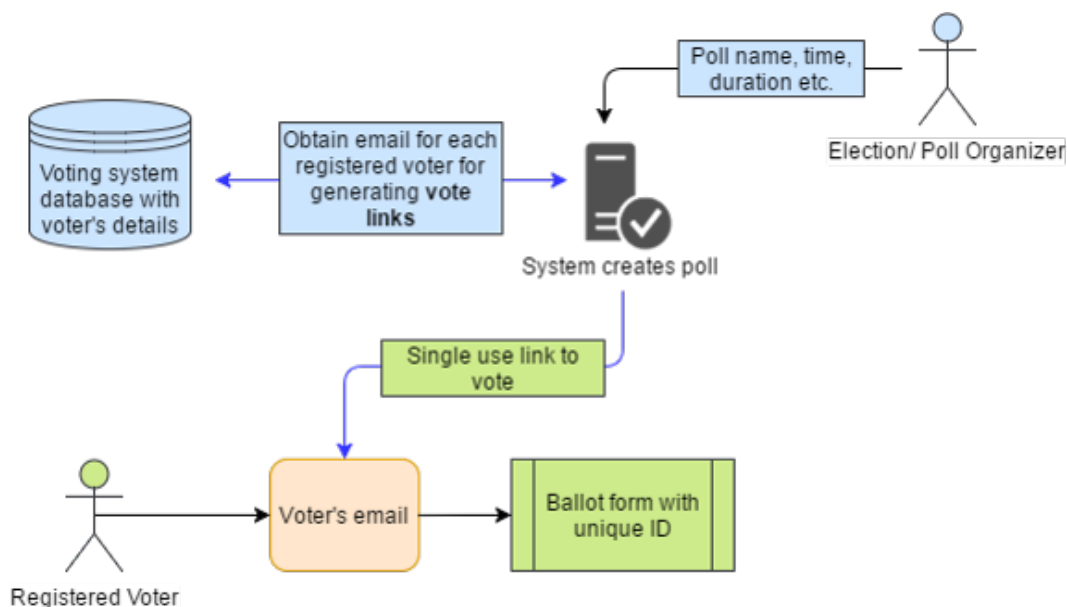 Poll name, time,
duration etc.
Election/ Poll Organizer
Obtain email for each
registered voter for
generating vote
links
Voting system
database with
voter's details
System creates poll
Single use link to
vote
Voter's email
Ballot form with
unique ID
Registered Voter